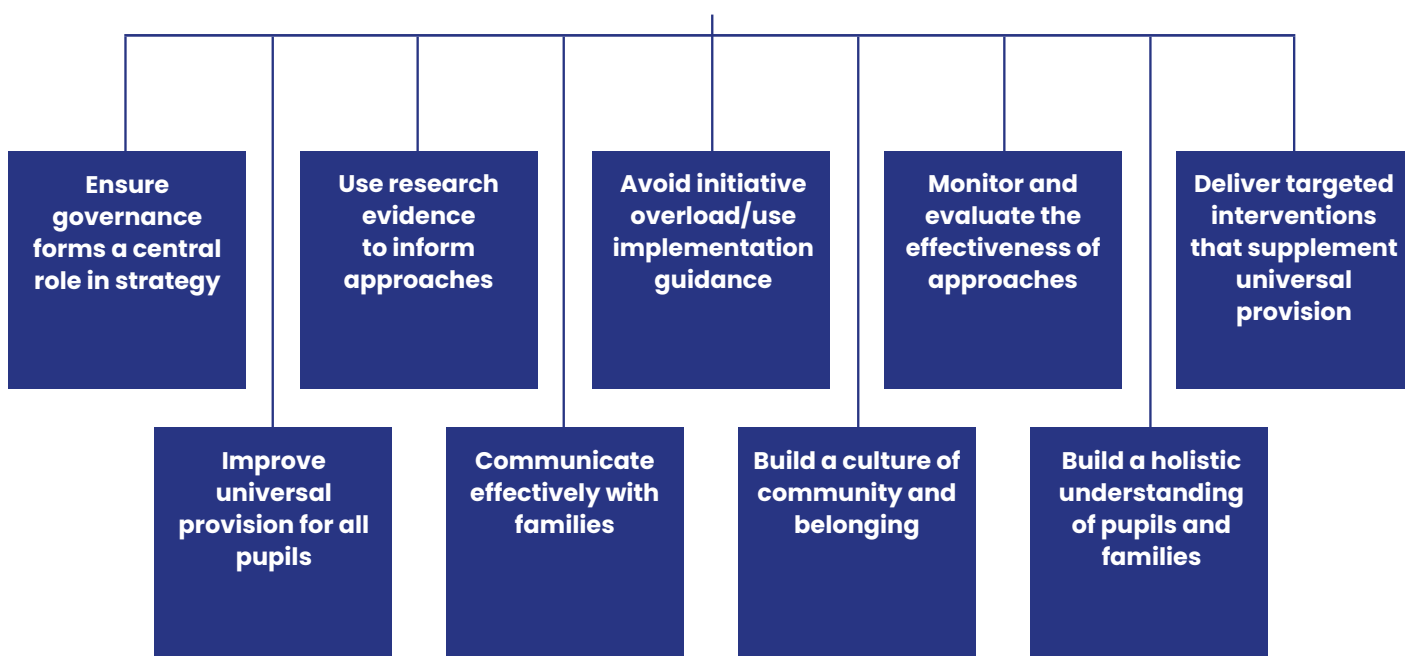 Ensure
governance
forms a central
role in strategy
Use research
evidence
to inform
approaches
Avoid initiative
overload/use
implementation
guidance
Monitor and
evaluate the
effectiveness of
approaches
Deliver targeted
interventions
that supplement
universal
provision
Improve
universal
provision for all
pupils
Communicate
effectively with
families
Build a culture of
community and
belonging
Build a holistic
understanding
of pupils and
families